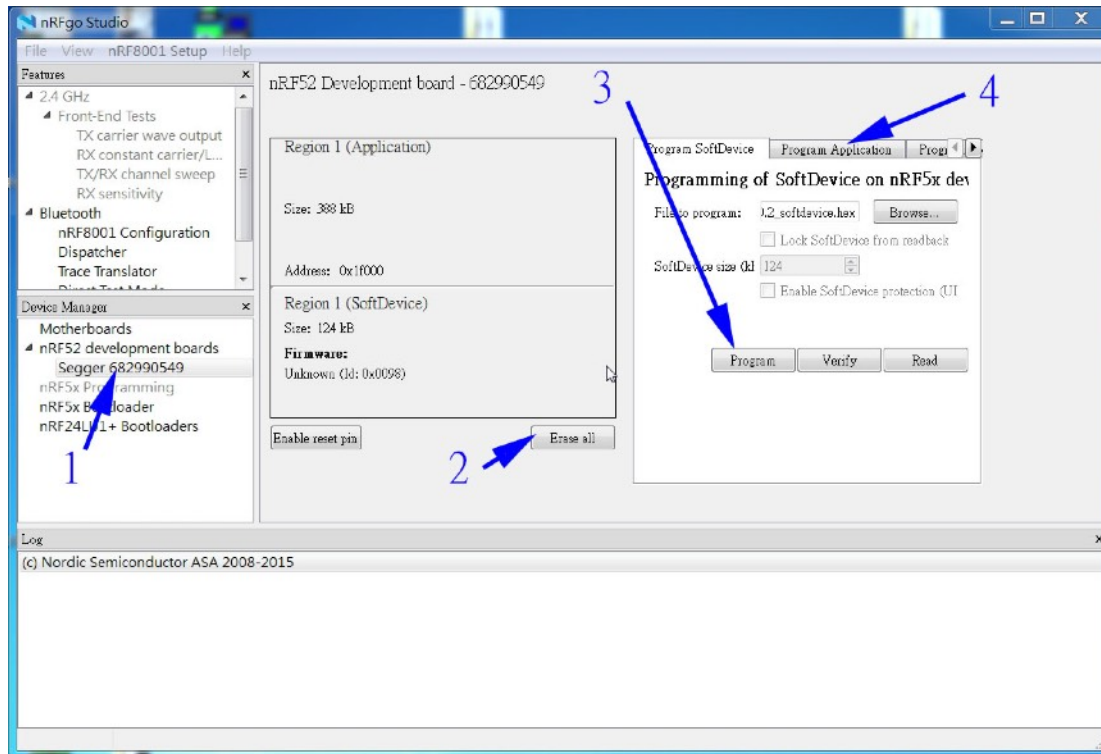 nRFgo Studio
File View nRF8001 Setup Help
Features
2.4 GHz
Front-End Tests
TX carrier wave output
RX constant carrier/L...
TX/RX channel sweep
RX sensitivity
Bluetooth
nRF8001 Configuration
Dispatcher
Trace Translator
Direct Test Mode
Device Manager
Motherboards
nRF52 development boards
Segger 682990549
nRF5x Programming
nRF5x Bootloader
nRF24LU1+ Bootloaders
1
nRF52 Development board - 682990549
Region 1 (Application)
Size: 388 kB
Address: 0x1f000
Region 1 (SoftDevice)
Size: 124 kB
Firmware:
Unknown (Id: 0x0098)
Enable reset pin
Erase all
2
3
4
Program SoftDevice Program Application Progr
Programming of SoftDevice on nRF5x dev
File to program: ).2_softdevice.hex Browse...
Lock SoftDevice from readback
SoftDevice size (kl 124
Enable SoftDevice protection (UI
Program Verify Read
Log
(c) Nordic Semiconductor ASA 2008-2015